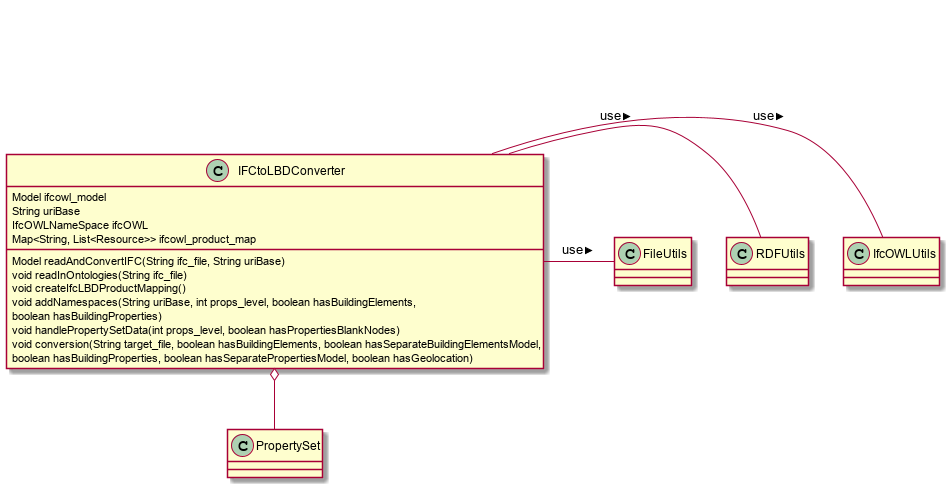 use
use
C IFCtoLBDConverter
Model ifcowl_model
String uriBase
IfcOWLNameSpace ifcOWL
Map<String, List<Resource>> ifcowl_product_map
Model readAndConvertIFC(String ifc_file, String uriBase)
void readInOntologies(String ifc_file)
void createIfcLBDProductMapping()
void addNamespaces(String uriBase, int props_level, boolean hasBuildingElements,
boolean hasBuildingProperties)
void handlePropertySetData(int props_level, boolean hasPropertiesBlankNodes)
void conversion(String target_file, boolean hasBuildingElements, boolean hasSeparateBuildingElementsModel,
boolean hasBuildingProperties, boolean hasSeparatePropertiesModel, boolean hasGeolocation)
use
C FileUtils
C RDFUtils
C IfcOWLUtils
C PropertySet